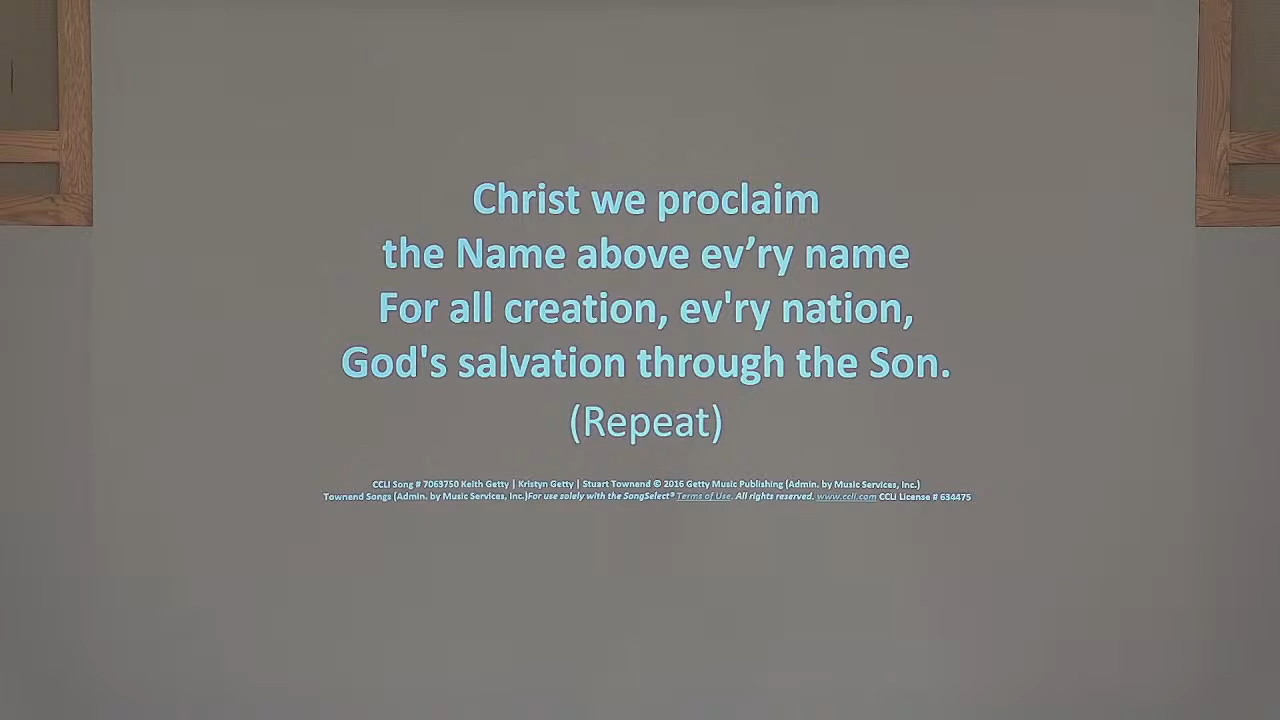 Christ we proclaim
the Name above ev’ry name
For all creation, ev'ry nation,
God's salvation through the Son.
(Repeat)
CCLI Song # 7063750 Keith Getty | Kristyn Getty | Stuart Townend © 2016 Getty Music Publishing (Admin. by Music Services, Inc.)
Townend Songs (Admin. by Music Services, Inc.)For use solely with the SongSelect® Terms of Use. All rights reserved. www.ccli.com CCLI License # 634475